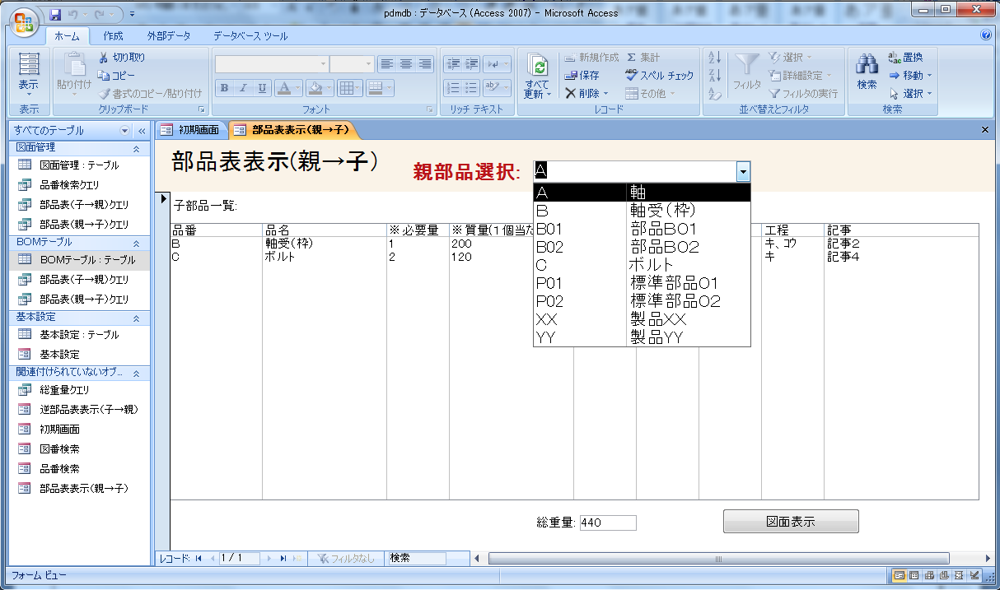 pdmdb : データベース (Access 2007) - Microsoft Access
ホーム 作成 外部データ データベース ツール
表示 貼り付け 切り取り コピー 書式のコピー/貼り付け
B I U
すべて更新 新規作成 保存 削除 集計 スペル チェック その他
フィルタ 選択 詳細設定 フィルタの実行
検索 置換 移動 選択
表示 クリップボード フォント リッチ テキスト レコード 並べ替えとフィルタ 検索
すべてのテーブル
図面管理
図面管理 : テーブル
品番検索クエリ
部品表(子→親)クエリ
部品表(親→子)クエリ
BOMテーブル
BOMテーブル : テーブル
部品表(子→親)クエリ
部品表(親→子)クエリ
基本設定
基本設定 : テーブル
基本設定
関連付けられていないオブ...
総重量クエリ
逆部品表表示(子→親)
初期画面
図番検索
品番検索
部品表表示(親→子)
初期画面 部品表表示(親→子)
部品表表示(親→子)
親部品選択: A
A 軸
B 軸受(枠)
B01 部品B01
B02 部品B02
C ボルト
P01 標準部品01
P02 標準部品02
XX 製品XX
YY 製品YY
子部品一覧:
品番 品名 ※必要量 ※質量(1個当た 工程 記事
B 軸受(枠) 1 200 キ、コウ 記事2
C ボルト 2 120 キ 記事4
総重量: 440 図面表示
レコード: 1 / 1 フィルタなし 検索
フォーム ビュー